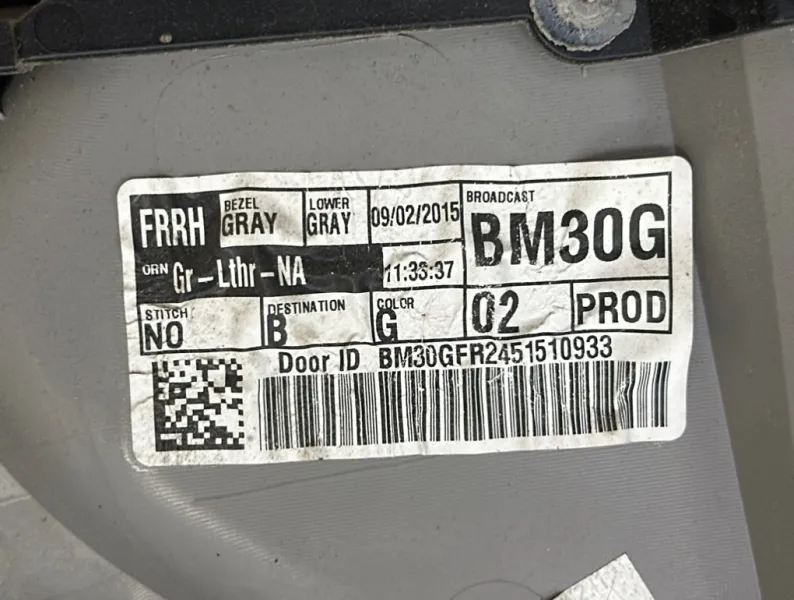 FRRH
BEZEL
GRAY
LOWER
GRAY
09/02/2015
BROADCAST
BM30G
ORN Gr-Lthr-NA
11:35:37
STITCH
NO
DESTINATION
B
COLOR
G
02
PROD
Door ID BM30GFR2451510933